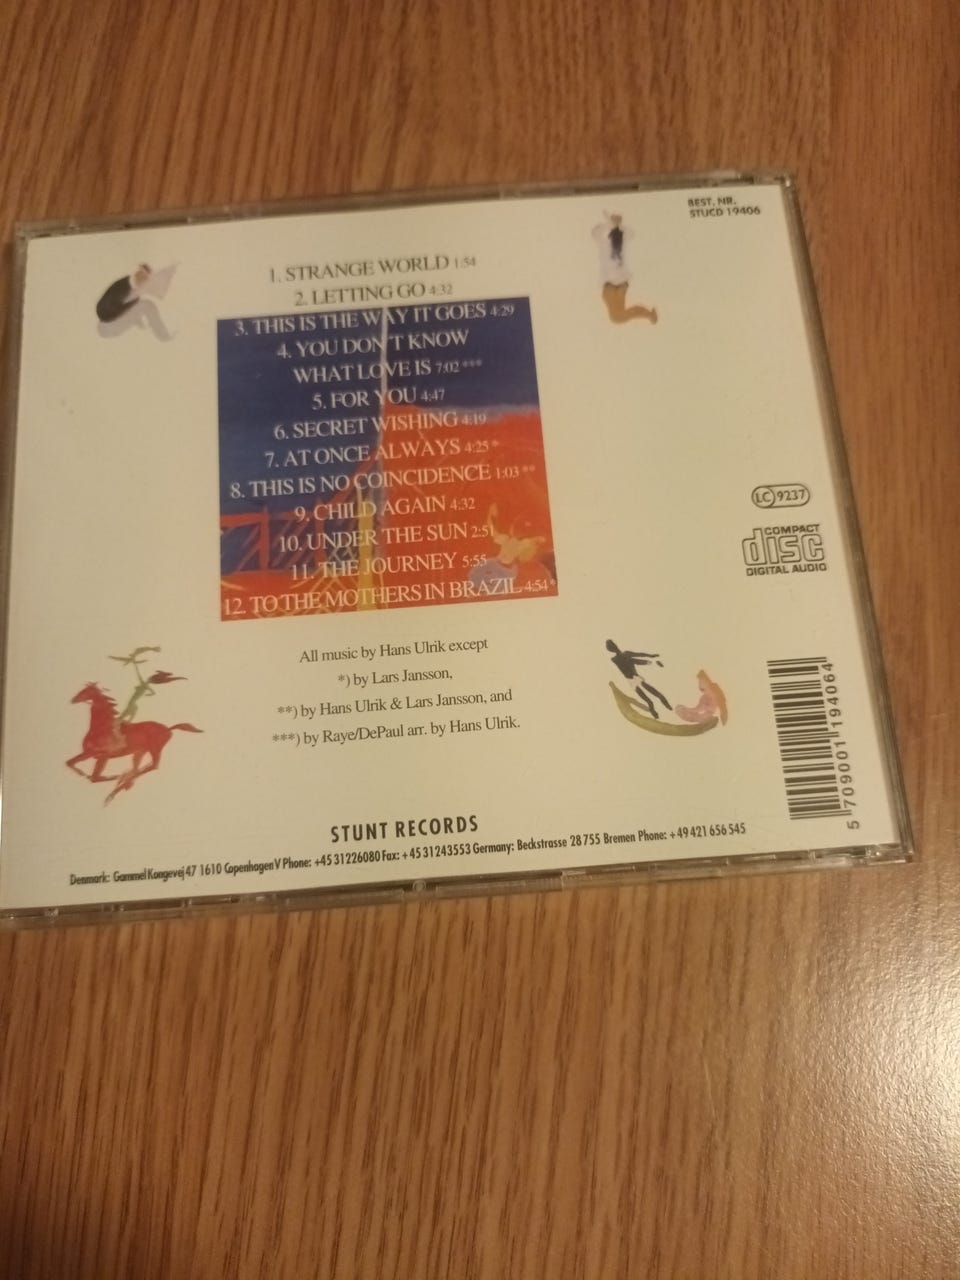 BEST. NR.
STUCD 19406
1. STRANGE WORLD 1:54
2. LETTING GO 4:32
3. THIS IS THE WAY IT GOES 4:29
4. YOU DON'T KNOW
WHAT LOVE IS 7:02 ***
5. FOR YOU 4:47
6. SECRET WISHING 4:19
7. AT ONCE ALWAYS 4:25 *
8. THIS IS NO COINCIDENCE 1:03 **
9. CHILD AGAIN 4:32
10. UNDER THE SUN 2:51
11. THE JOURNEY 5:55
12. TO THE MOTHERS IN BRAZIL 4:54 *
LC 9237
COMPACT
disc
DIGITAL AUDIO
All music by Hans Ulrik except
*) by Lars Jansson,
**) by Hans Ulrik & Lars Jansson, and
***) by Raye/DePaul arr. by Hans Ulrik.
5 709001 194064
STUNT RECORDS
Denmark: Gammel Kongevej 47 1610 Copenhagen V Phone: +45 31226080 Fax: +45 31243553 Germany: Beckstrasse 28 755 Bremen Phone: +49 421 656 545